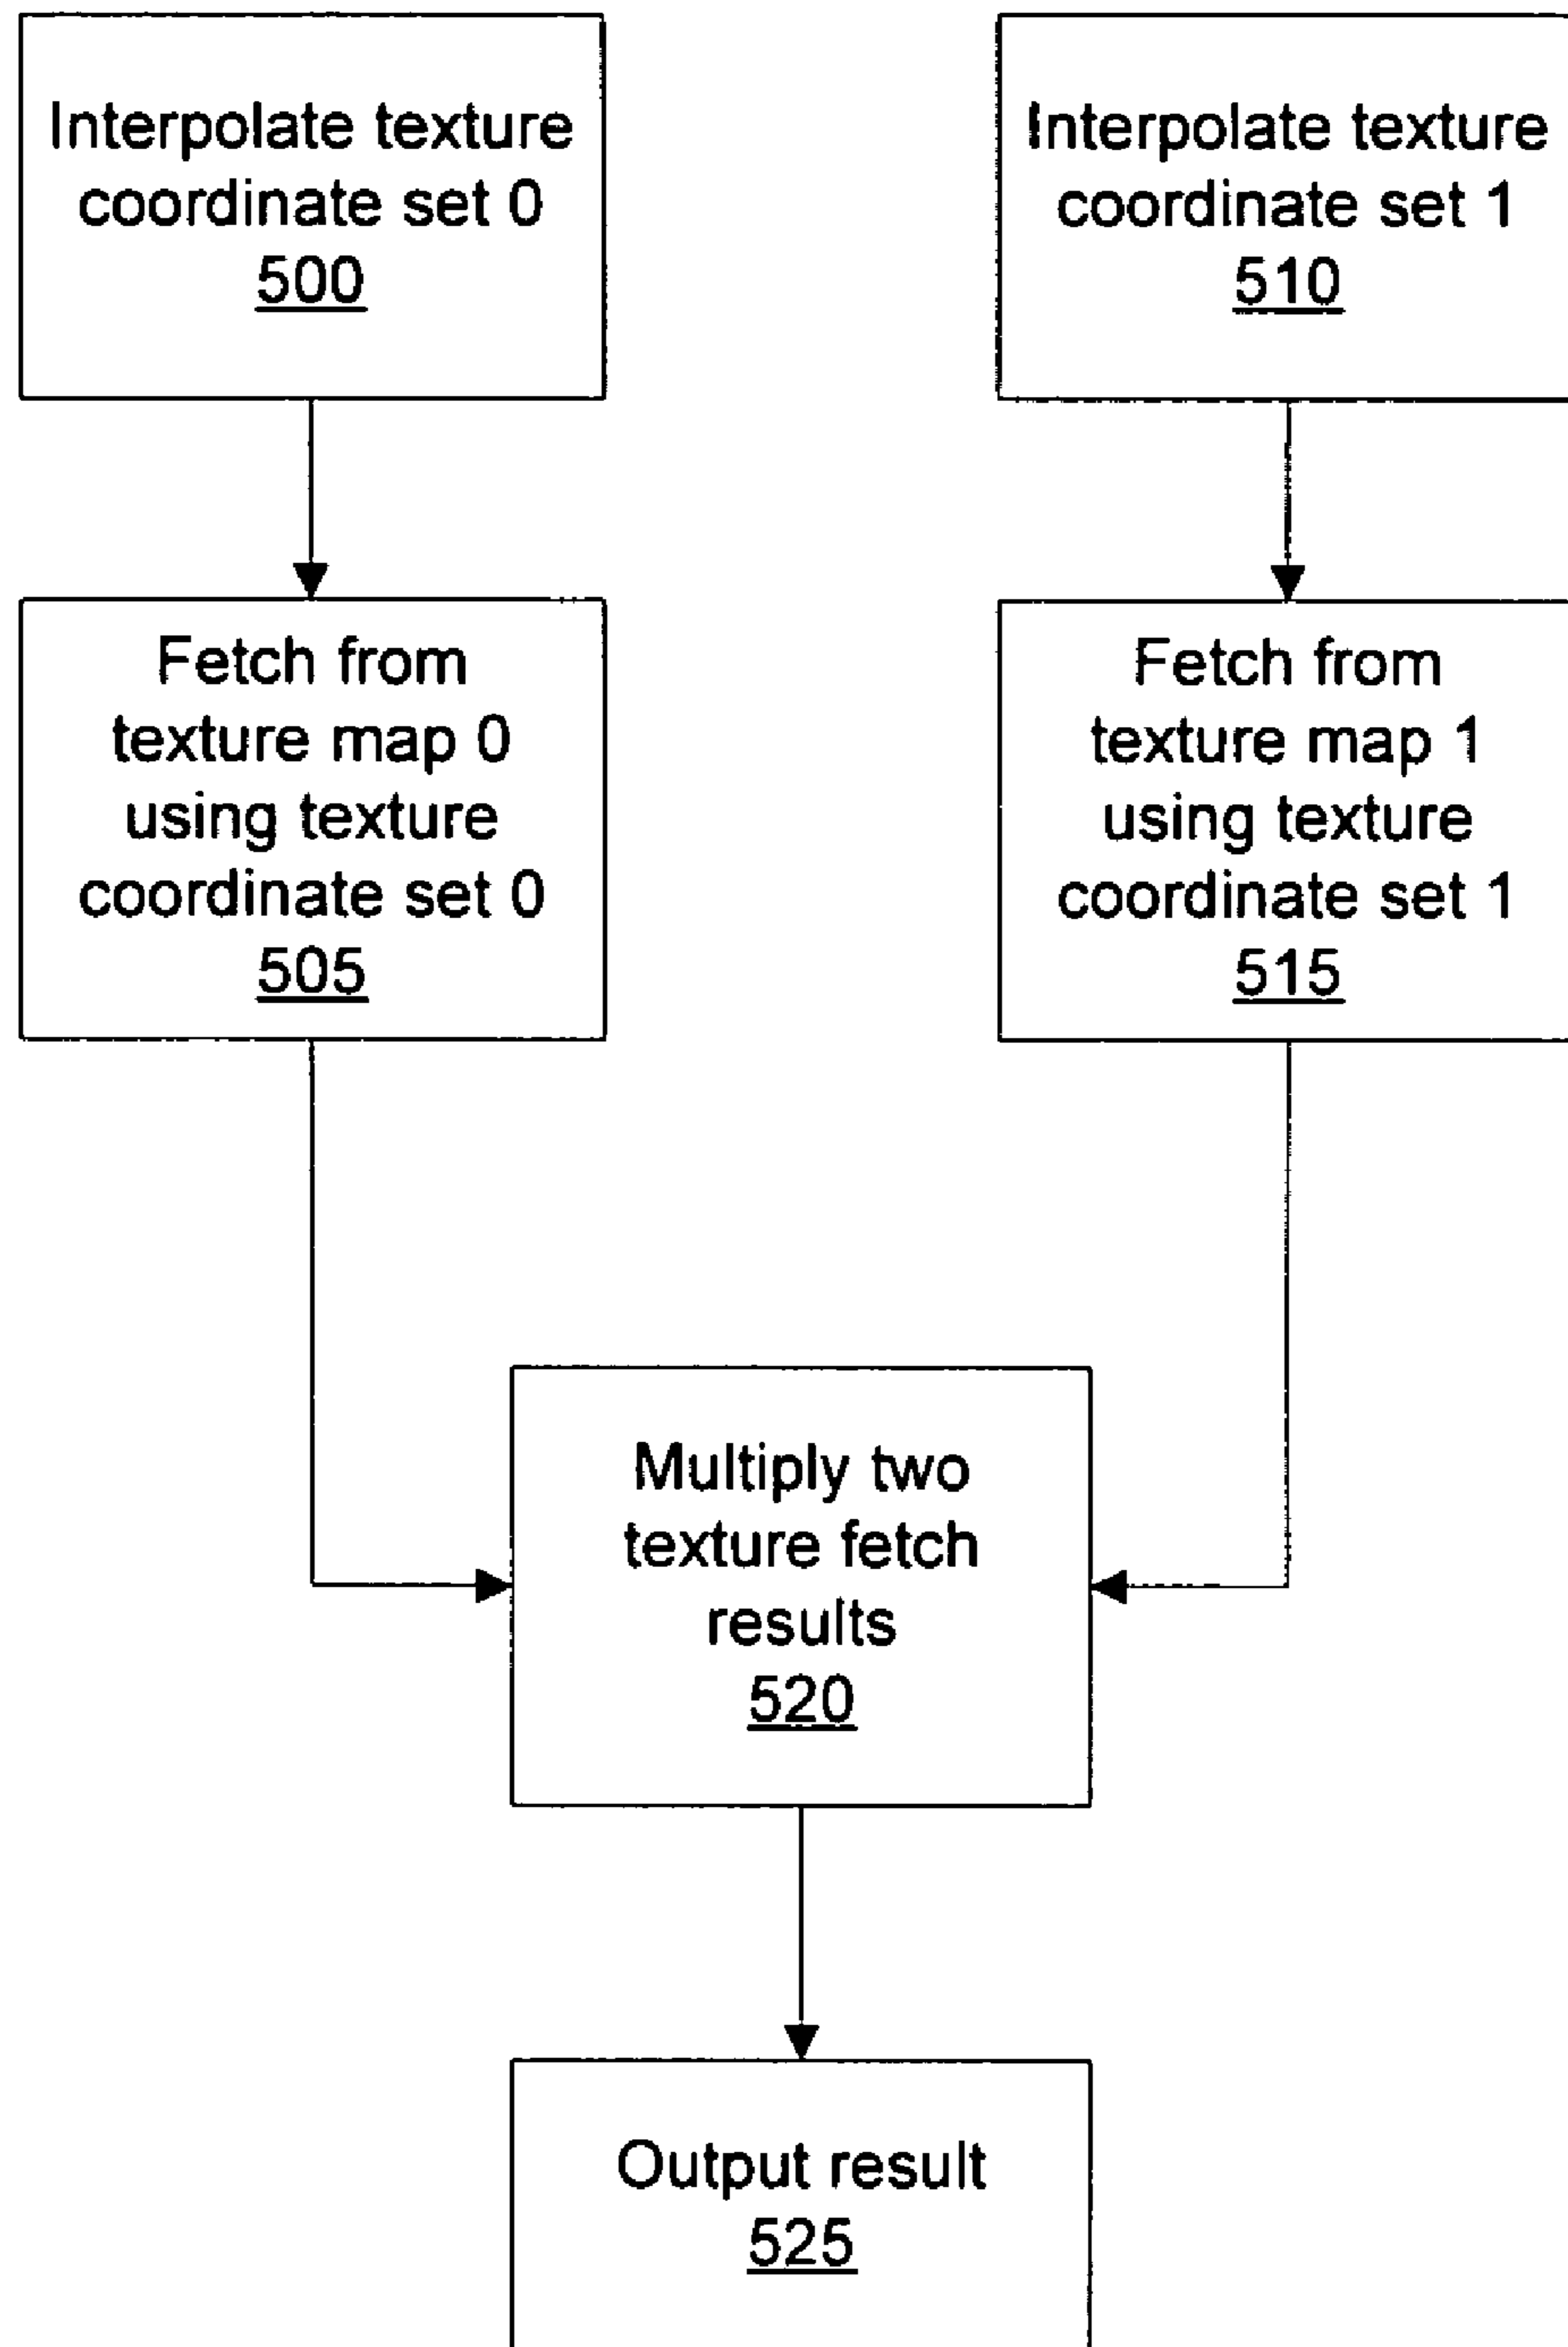 Interpolate texture
coordinate set 0
500
Interpolate texture
coordinate set 1
510
Fetch from
texture map 0
using texture
coordinate set 0
505
Fetch from
texture map 1
using texture
coordinate set 1
515
Multiply two
texture fetch
results
520
Output result
525